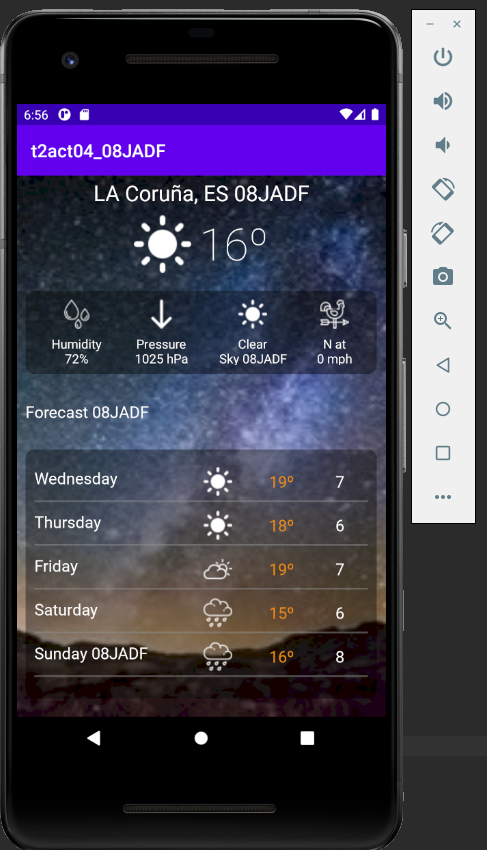 6:56
t2act04_08JADF
LA Coruña, ES 08JADF
16º
Humidity
72%
Pressure
1025 hPa
Clear
Sky 08JADF
N at
0 mph
Forecast 08JADF
Wednesday 19º 7
Thursday 18º 6
Friday 19º 7
Saturday 15º 6
Sunday 08JADF 16º 8